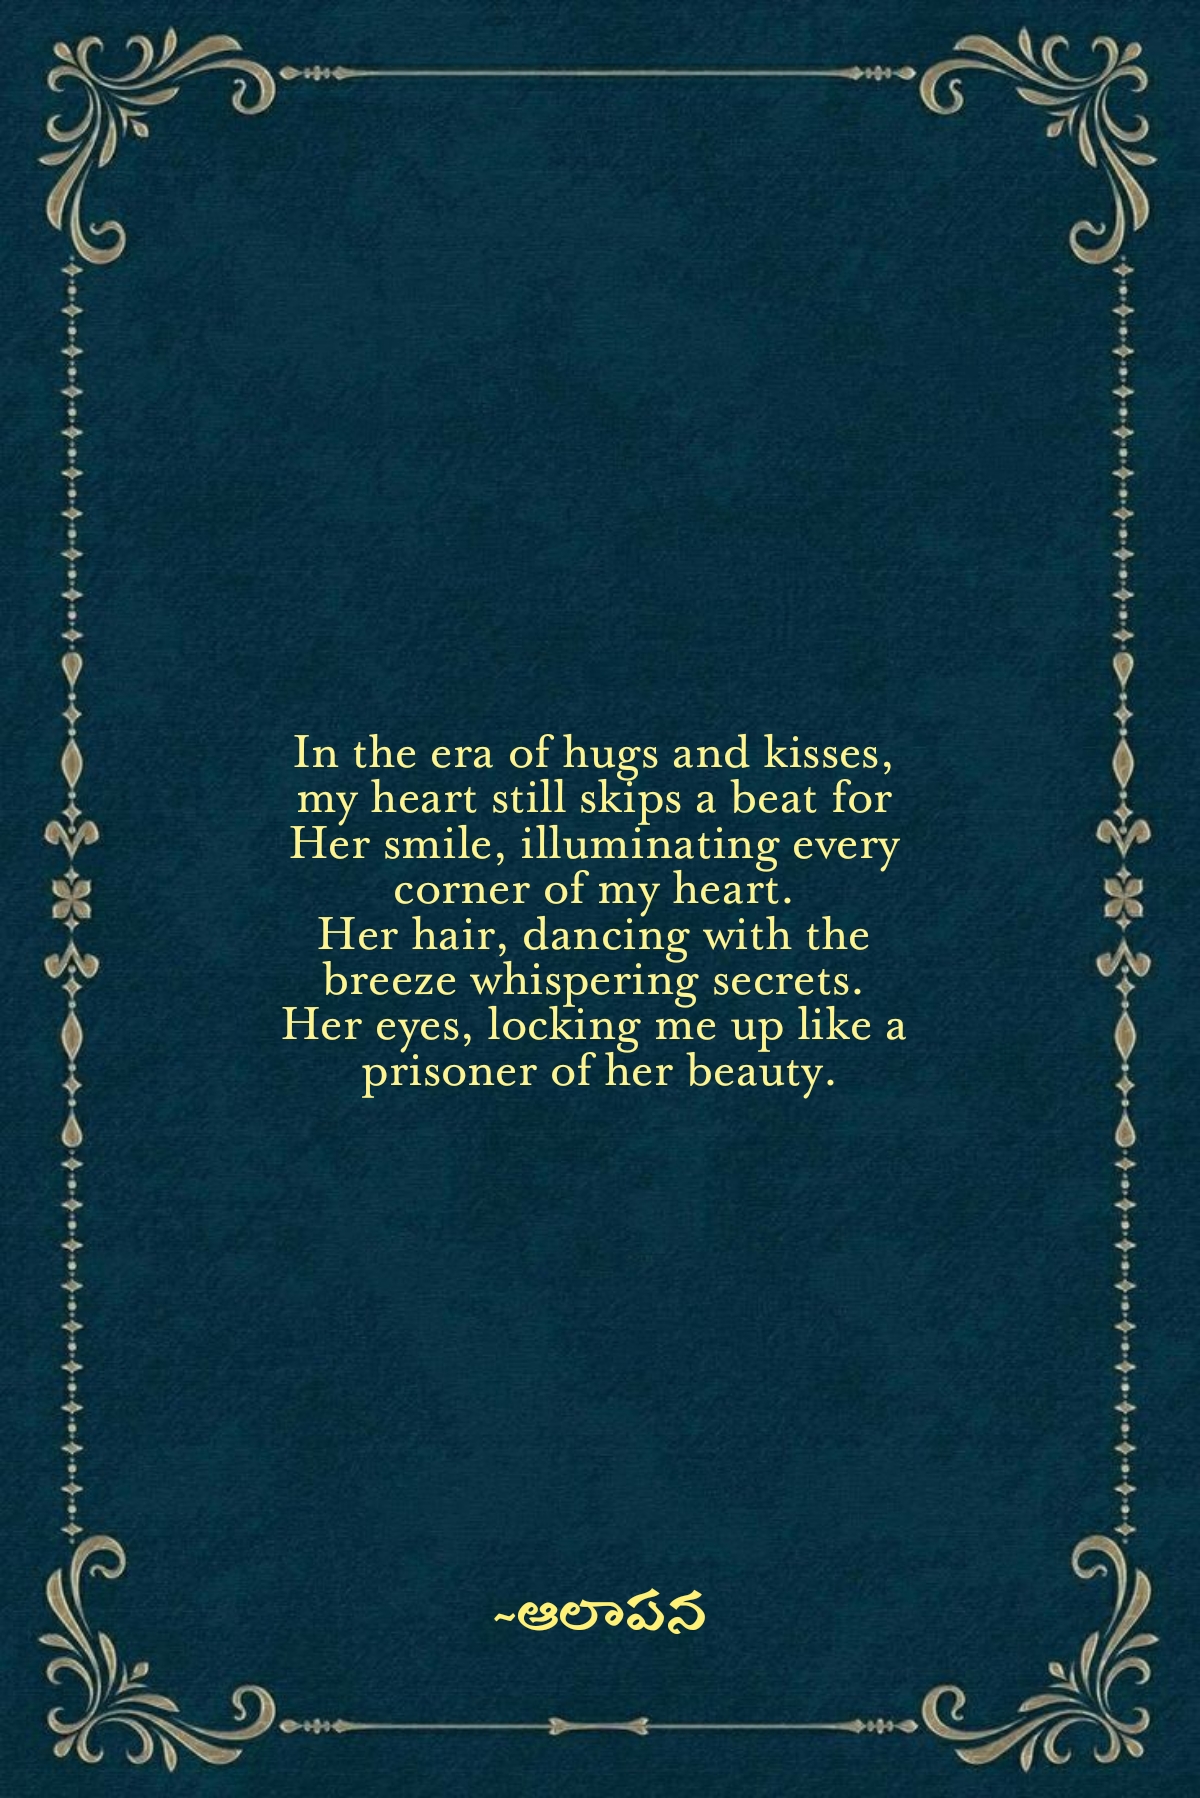 In the era of hugs and kisses,
my heart still skips a beat for
Her smile, illuminating every
corner of my heart.
Her hair, dancing with the
breeze whispering secrets.
Her eyes, locking me up like a
prisoner of her beauty.
~ఆలాపన